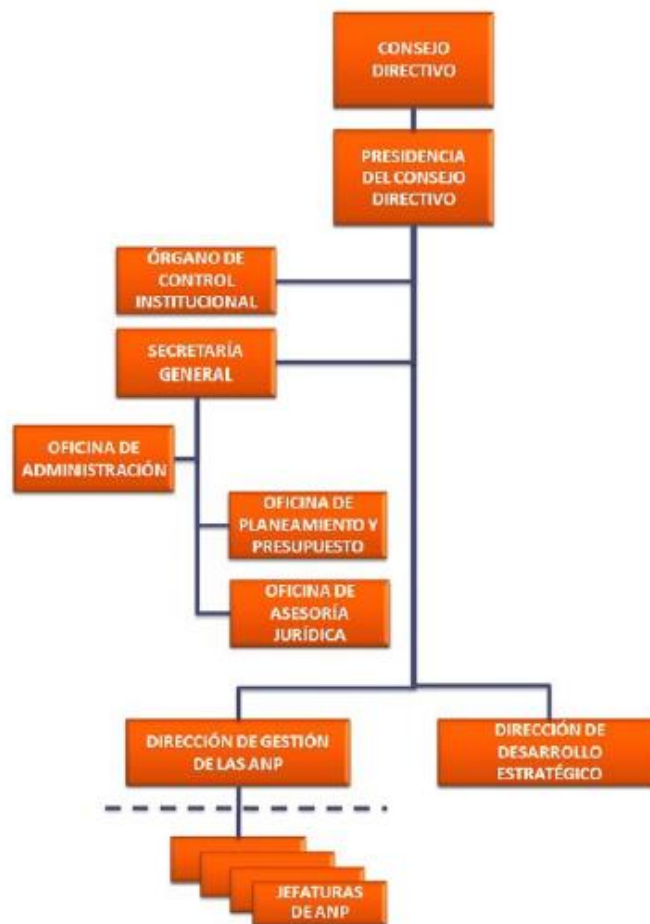 CONSEJO
DIRECTIVO
PRESIDENCIA
DEL CONSEJO
DIRECTIVO
ÓRGANO DE
CONTROL
INSTITUCIONAL
SECRETARÍA
GENERAL
OFICINA DE
ADMINISTRACIÓN
OFICINA DE
PLANEAMIENTO Y
PRESUPUESTO
OFICINA DE
ASESORÍA
JURÍDICA
DIRECCIÓN DE GESTIÓN
DE LAS ANP
DIRECCIÓN DE
DESARROLLO
ESTRATÉGICO
JEFATURAS
DE ANP